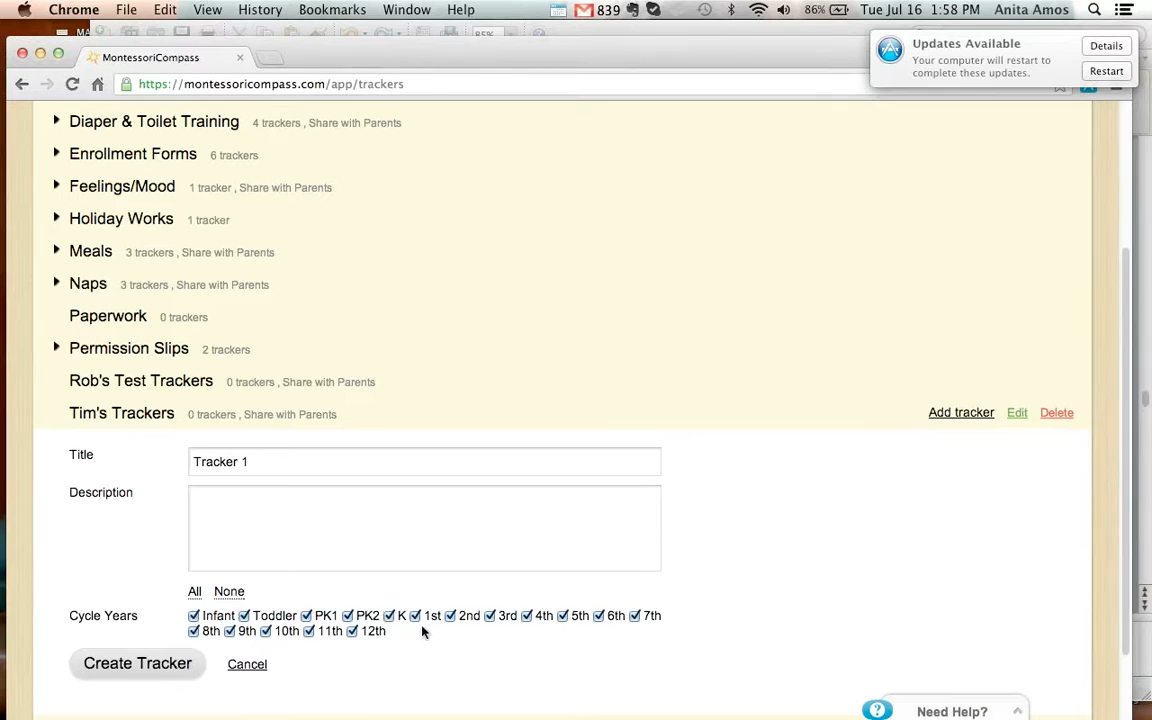 Chrome File Edit View History Bookmarks Window Help 839 86% Tue Jul 16 1:58 PM Anita Amos
MontessoriCompass
Updates Available
Your computer will restart to
complete these updates.
Details
Restart
https://montessoricompass.com/app/trackers
Diaper & Toilet Training 4 trackers , Share with Parents
Enrollment Forms 6 trackers
Feelings/Mood 1 tracker , Share with Parents
Holiday Works 1 tracker
Meals 3 trackers , Share with Parents
Naps 3 trackers , Share with Parents
Paperwork 0 trackers
Permission Slips 2 trackers
Rob's Test Trackers 0 trackers , Share with Parents
Tim's Trackers 0 trackers , Share with Parents Add tracker Edit Delete
Title Tracker 1
Description
All None
Cycle Years Infant Toddler PK1 PK2 K 1st 2nd 3rd 4th 5th 6th 7th
8th 9th 10th 11th 12th
Create Tracker Cancel
Need Help?